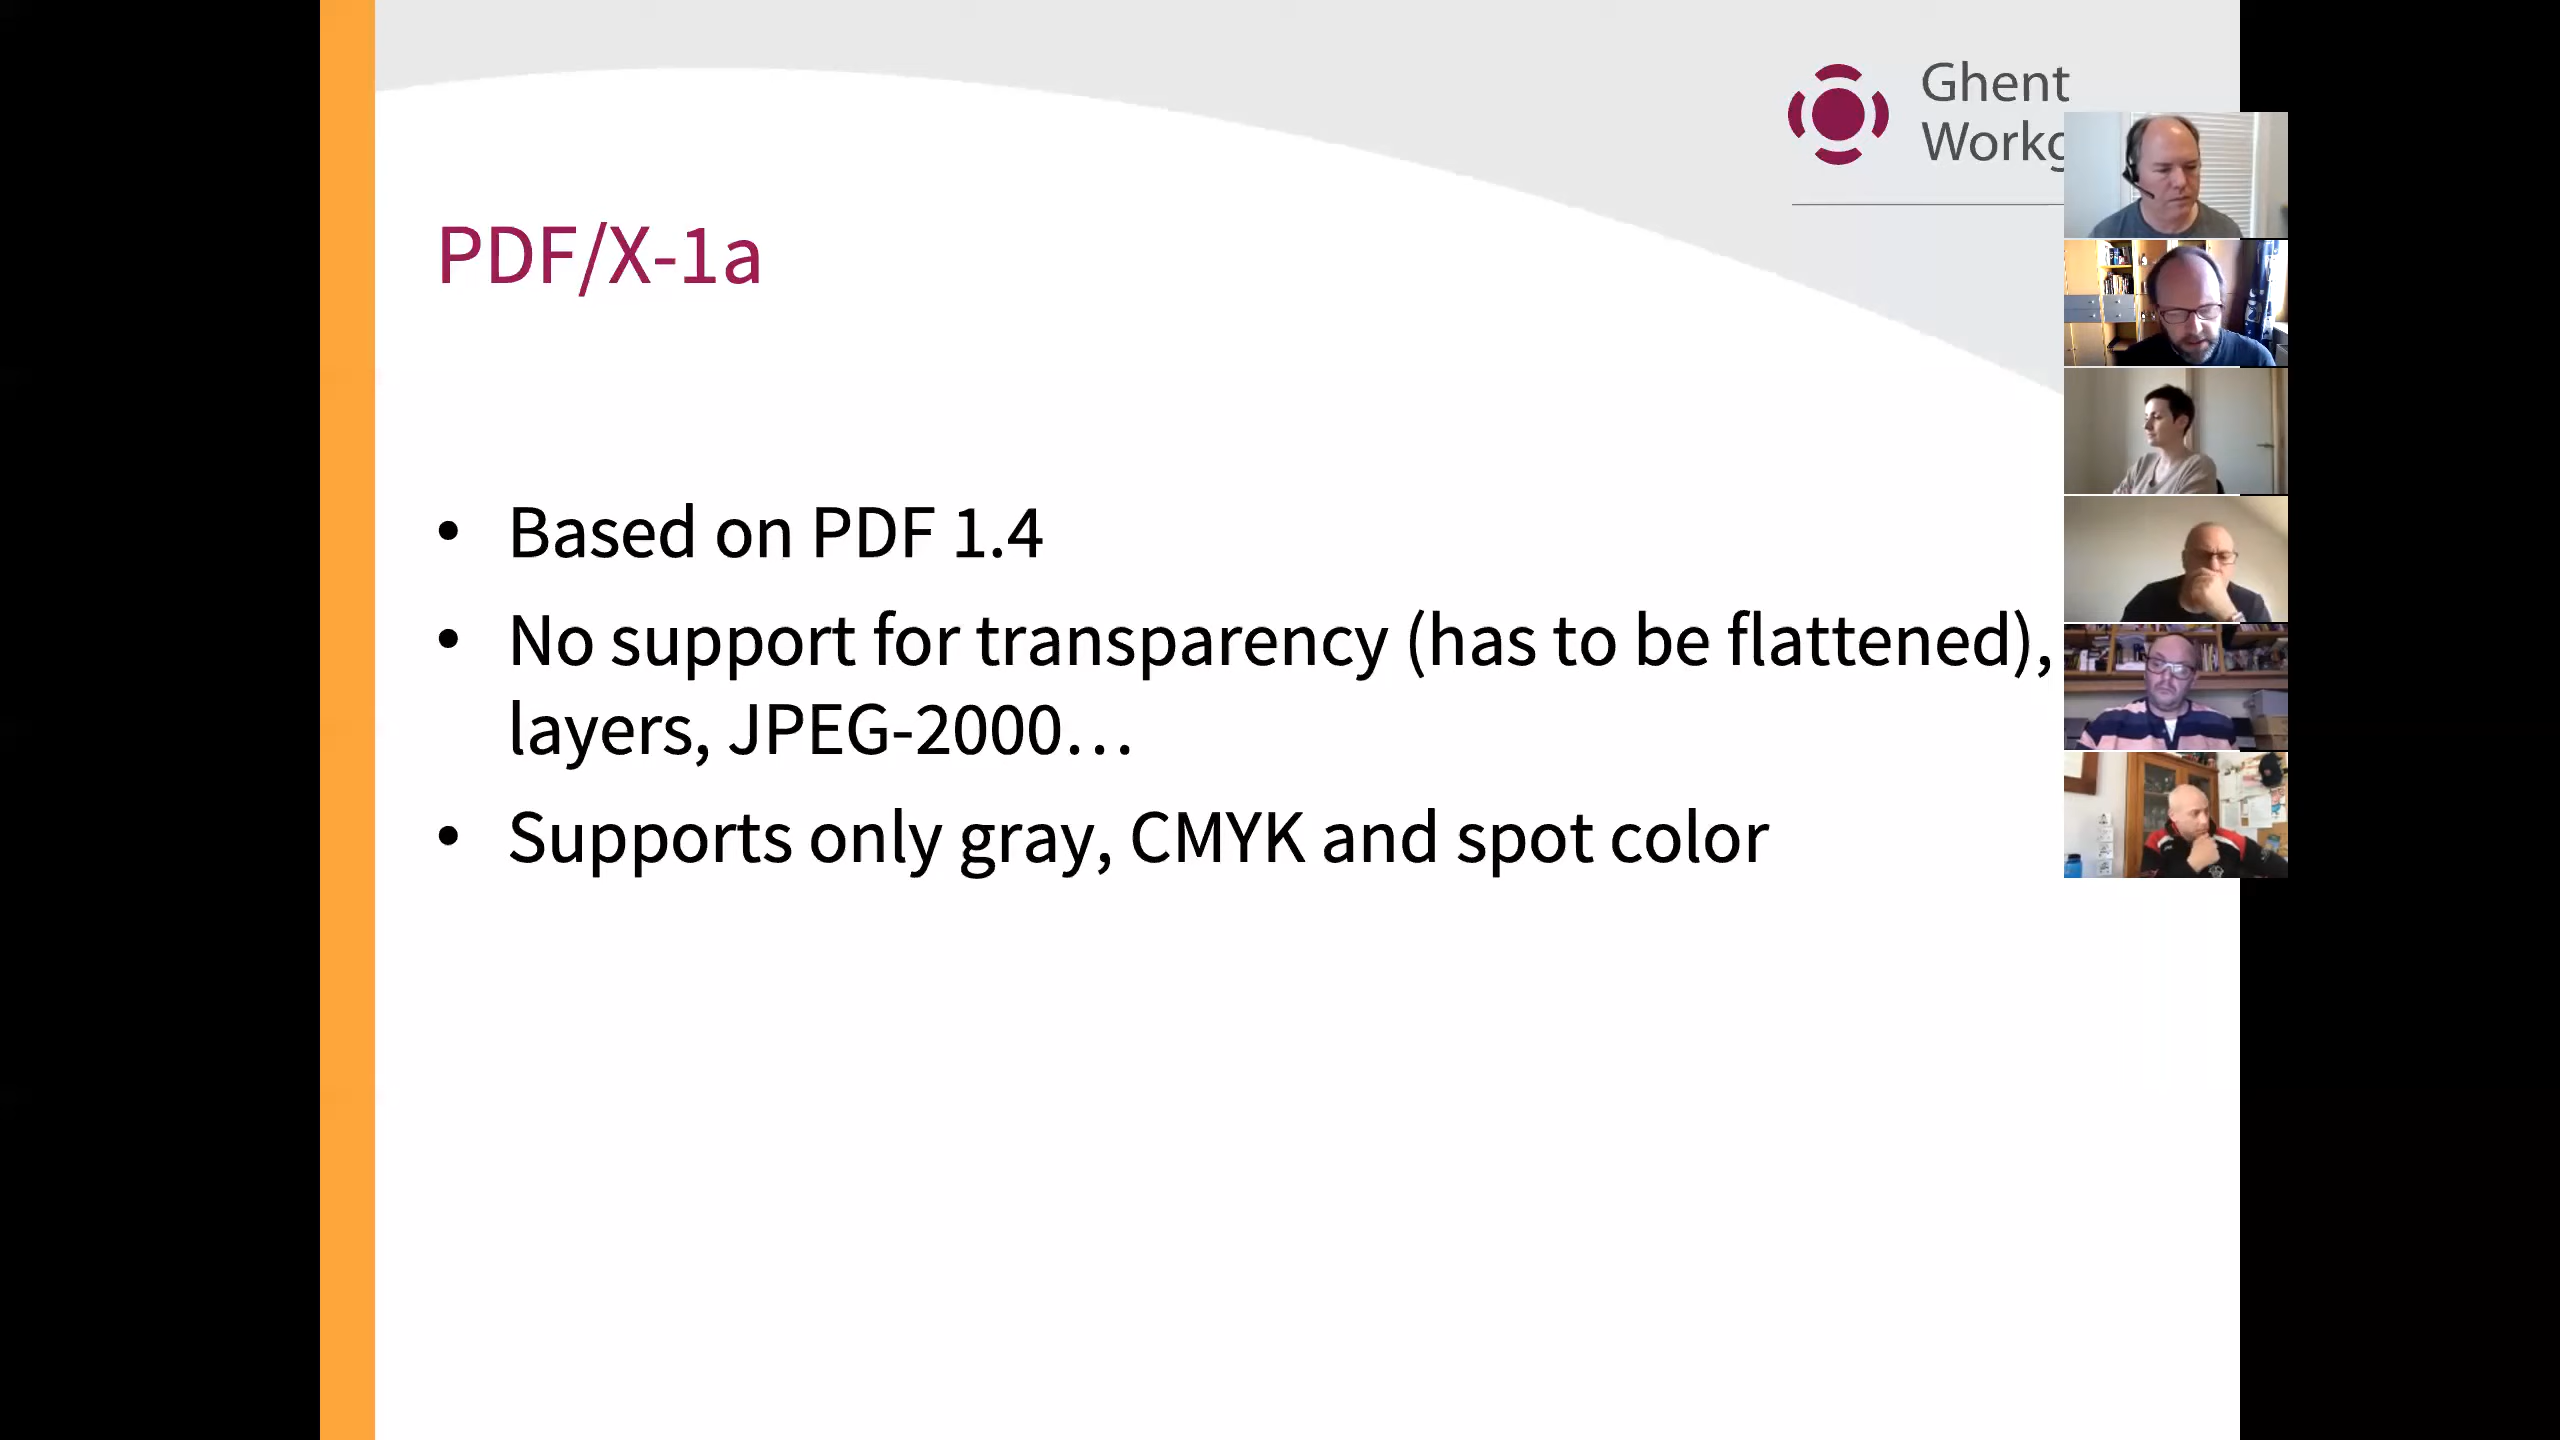 Ghent
PDF/X-1a
• Based on PDF 1.4
• No support for transparency (has to be flattened),
layers, JPEG-2000…
• Supports only gray, CMYK and spot color